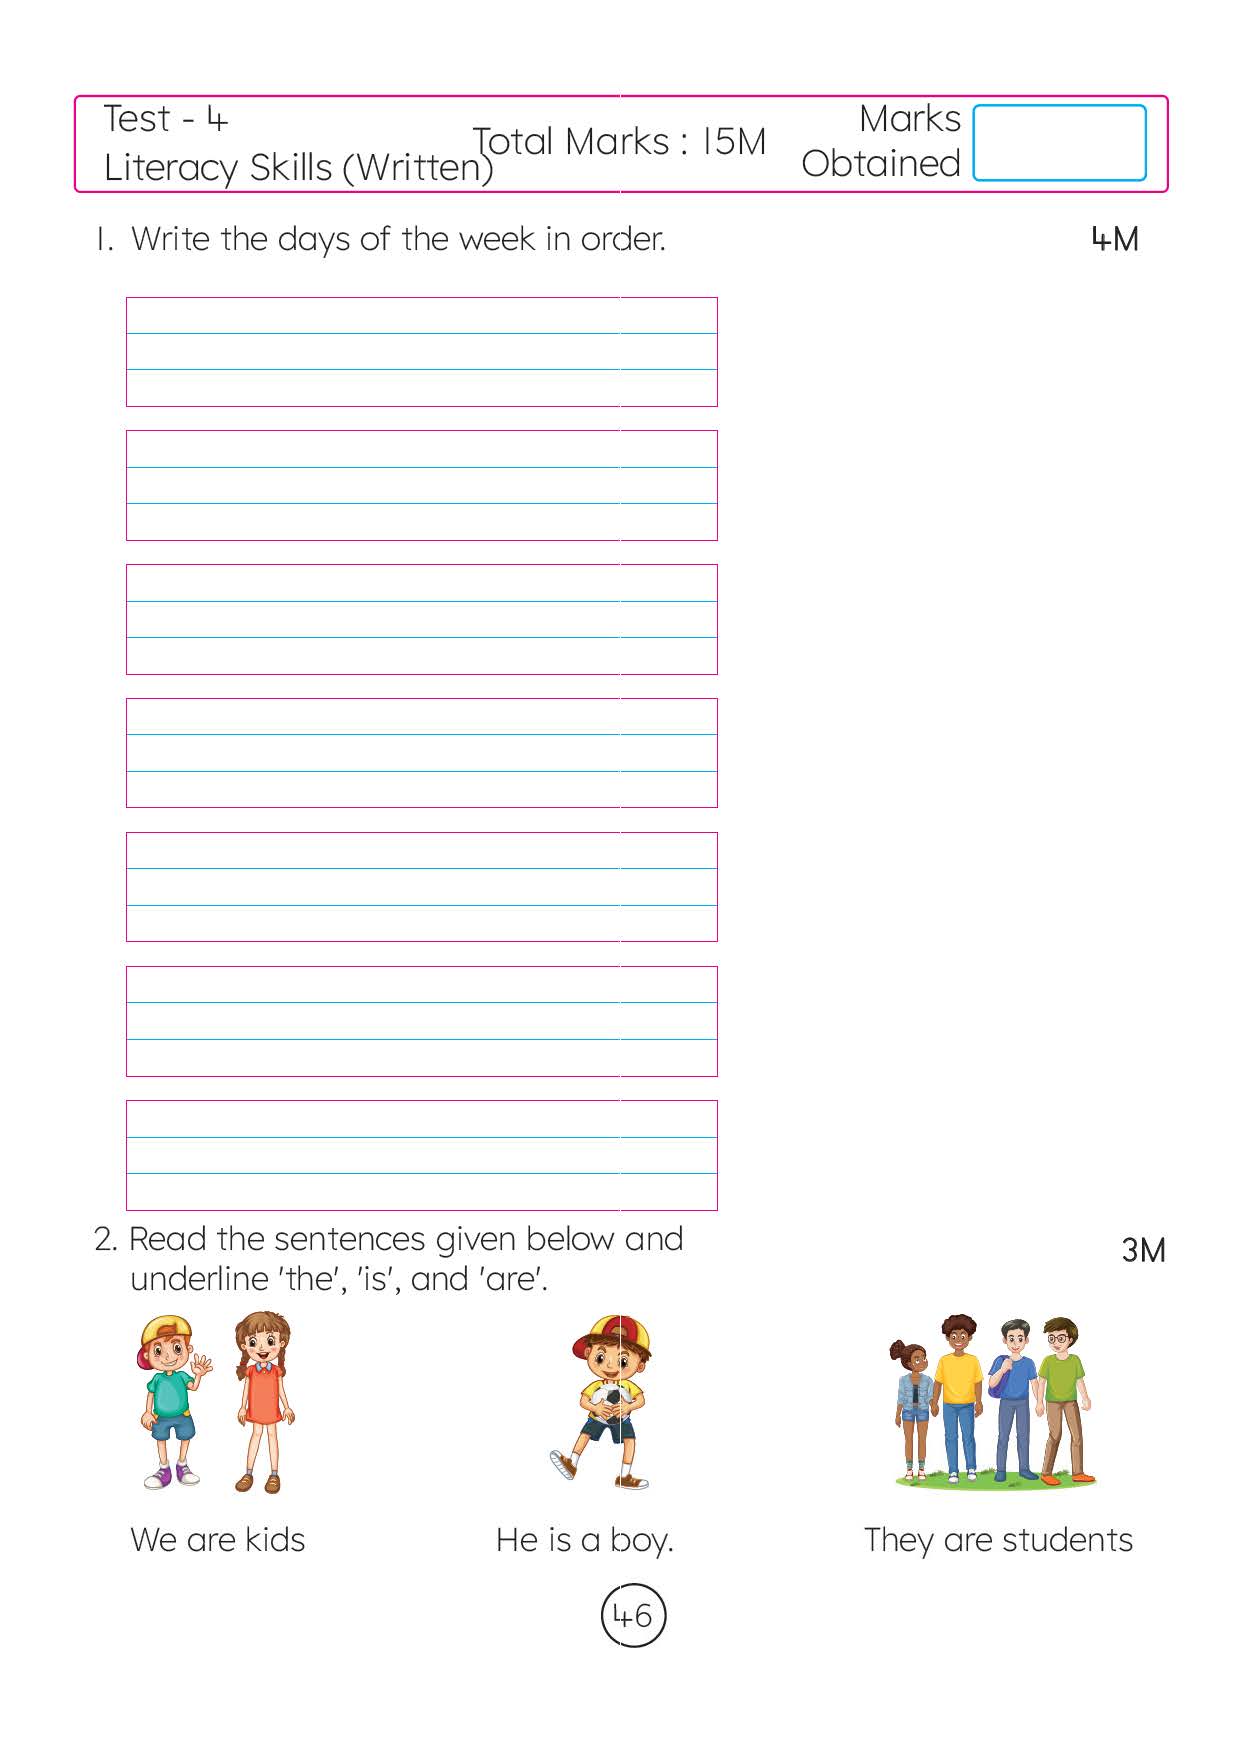 Test - 4
Literacy Skills (Written)
Total Marks : 15M
Marks
Obtained
1. Write the days of the week in order.
4M
2. Read the sentences given below and
underline 'the', 'is', and 'are'.
3M
We are kids
He is a boy.
They are students
46